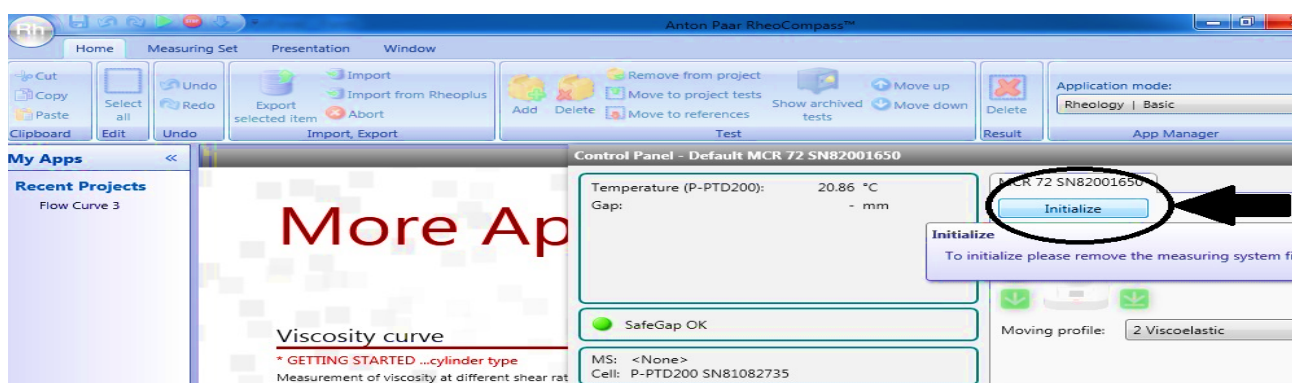 Rh
Anton Paar RheoCompass™
Home Measuring Set Presentation Window
Cut
Copy
Paste
Clipboard
Select all
Edit
Undo
Redo
Undo
Export selected item
Import
Import from Rheoplus
Abort
Import, Export
Add
Delete
Remove from project
Move to project tests
Move to references
Show archived tests
Move up
Move down
Test
Delete
Result
Application mode:
Rheology | Basic
App Manager
My Apps «
Recent Projects
Flow Curve 3
More Ap
Viscosity curve
* GETTING STARTED ...cylinder type
Measurement of viscosity at different shear rat
Control Panel - Default MCR 72 SN82001650
Temperature (P-PTD200): 20.86 °C
Gap: - mm
SafeGap OK
MS: <None>
Cell: P-PTD200 SN81082735
MCR 72 SN82001650
Initialize
Initialize
To initialize please remove the measuring system fi
Moving profile: 2 Viscoelastic